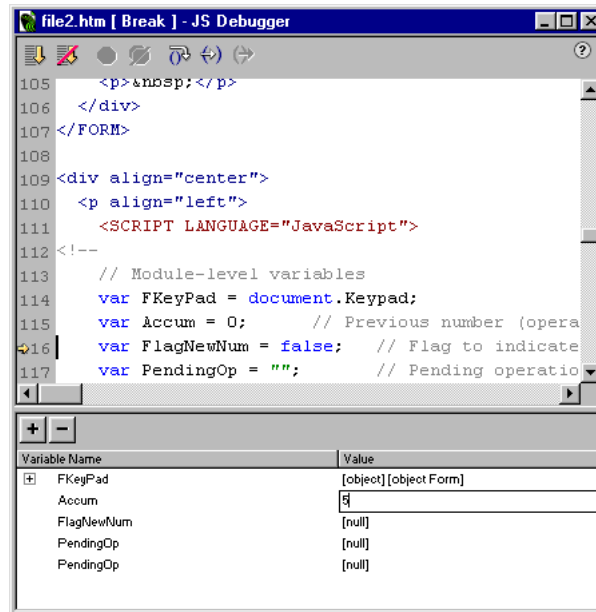 file2.htm [ Break ] - JS Debugger
105 <p>&nbsp;</p>
106 </div>
107 </FORM>
108
109 <div align="center">
110 <p align="left">
111 <SCRIPT LANGUAGE="JavaScript">
112 <!--
113 // Module-level variables
114 var FKeyPad = document.Keypad;
115 var Accum = 0; // Previous number (opera
16 var FlagNewNum = false; // Flag to indicate
117 var PendingOp = ""; // Pending operatio
Variable Name Value
FKeyPad [object] [object Form]
Accum 5
FlagNewNum [null]
PendingOp [null]
PendingOp [null]